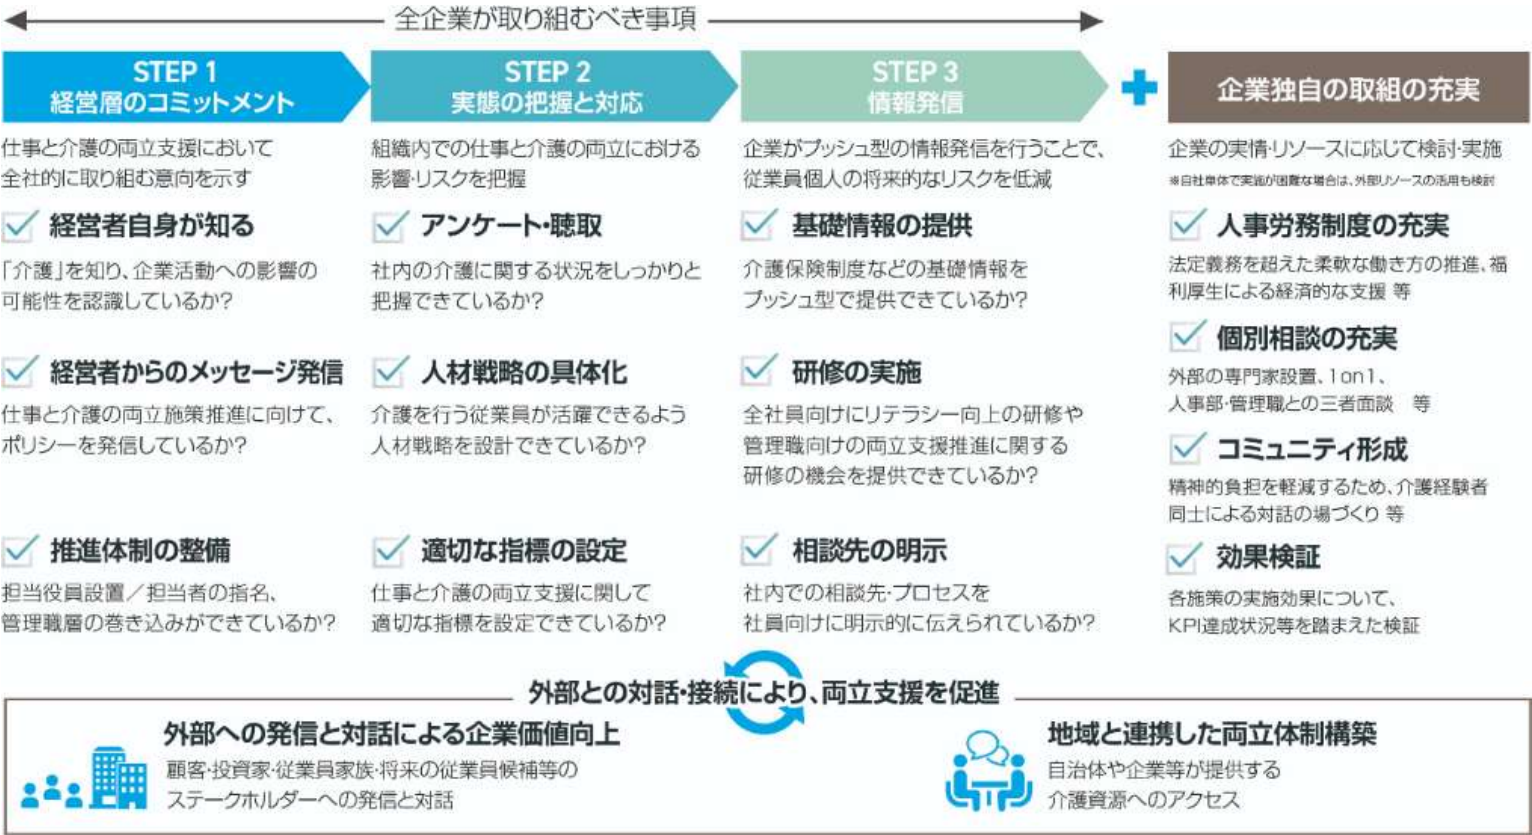 全企業が取り組むべき事項
STEP 1
経営層のコミットメント
仕事と介護の両立支援において
全社的に取り組む意向を示す
経営者自身が知る
「介護」を知り、企業活動への影響の
可能性を認識しているか?
経営者からのメッセージ発信
仕事と介護の両立施策推進に向けて、
ポリシーを発信しているか?
推進体制の整備
担当役員設置／担当者の指名、
管理職層の巻き込みができているか?
STEP 2
実態の把握と対応
組織内での仕事と介護の両立における
影響・リスクを把握
アンケート・聴取
社内の介護に関する状況をしっかりと
把握できているか?
人材戦略の具体化
介護を行う従業員が活躍できるよう
人材戦略を設計できているか?
適切な指標の設定
仕事と介護の両立支援に関して
適切な指標を設定できているか?
STEP 3
情報発信
企業がプッシュ型の情報発信を行うことで、
従業員個人の将来的なリスクを低減
基礎情報の提供
介護保険制度などの基礎情報を
プッシュ型で提供できているか?
研修の実施
全社員向けにリテラシー向上の研修や
管理職向けの両立支援推進に関する
研修の機会を提供できているか?
相談先の明示
社内での相談先・プロセスを
社員向けに明示的に伝えられているか?
企業独自の取組の充実
企業の実情・リソースに応じて検討・実施
※自社単体で実施が困難な場合は、外部リソースの活用も検討
人事労務制度の充実
法定義務を超えた柔軟な働き方の推進、福
利厚生による経済的な支援 等
個別相談の充実
外部の専門家設置、1on1、
人事部・管理職との三者面談 等
コミュニティ形成
精神的負担を軽減するため、介護経験者
同士による対話の場づくり 等
効果検証
各施策の実施効果について、
KPI達成状況等を踏まえた検証
外部との対話・接続により、両立支援を促進
外部への発信と対話による企業価値向上
顧客・投資家・従業員家族・将来の従業員候補等の
ステークホルダーへの発信と対話
地域と連携した両立体制構築
自治体や企業等が提供する
介護資源へのアクセス